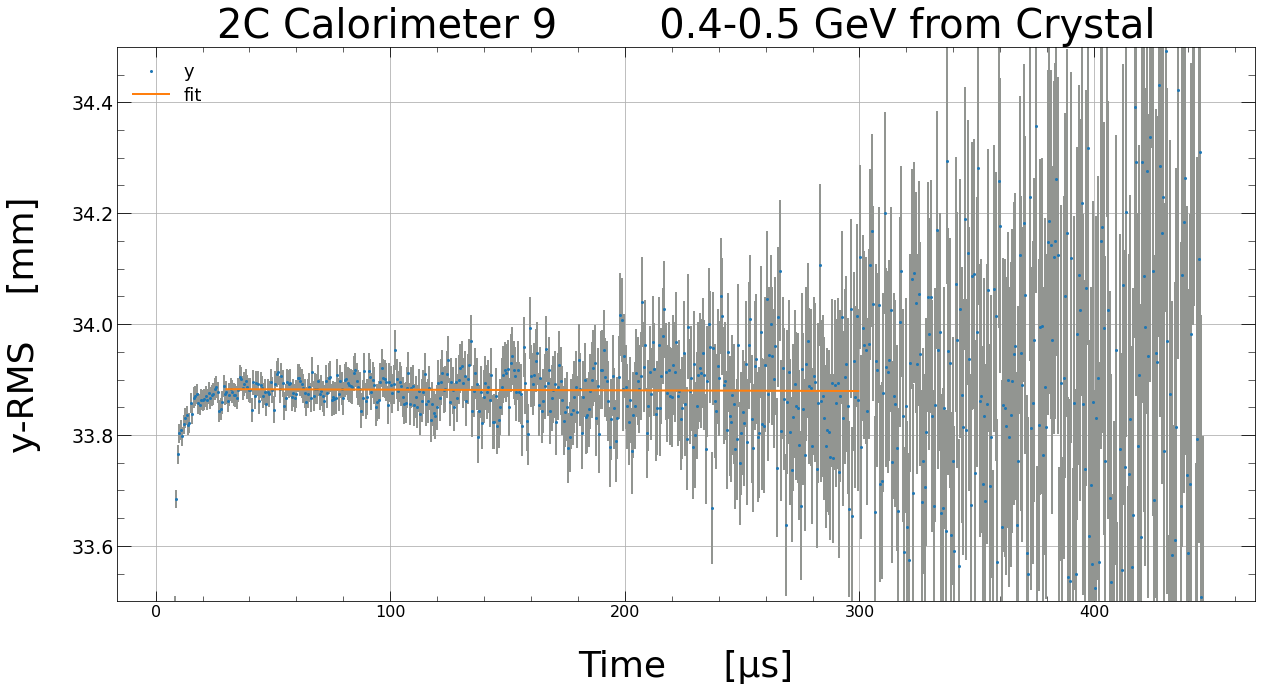 2C Calorimeter 9 0.4-0.5 GeV from Crystal
y
fit
34.4
34.2
34.0
33.8
33.6
y-RMS [mm]
0 100 200 300 400
Time [µs]